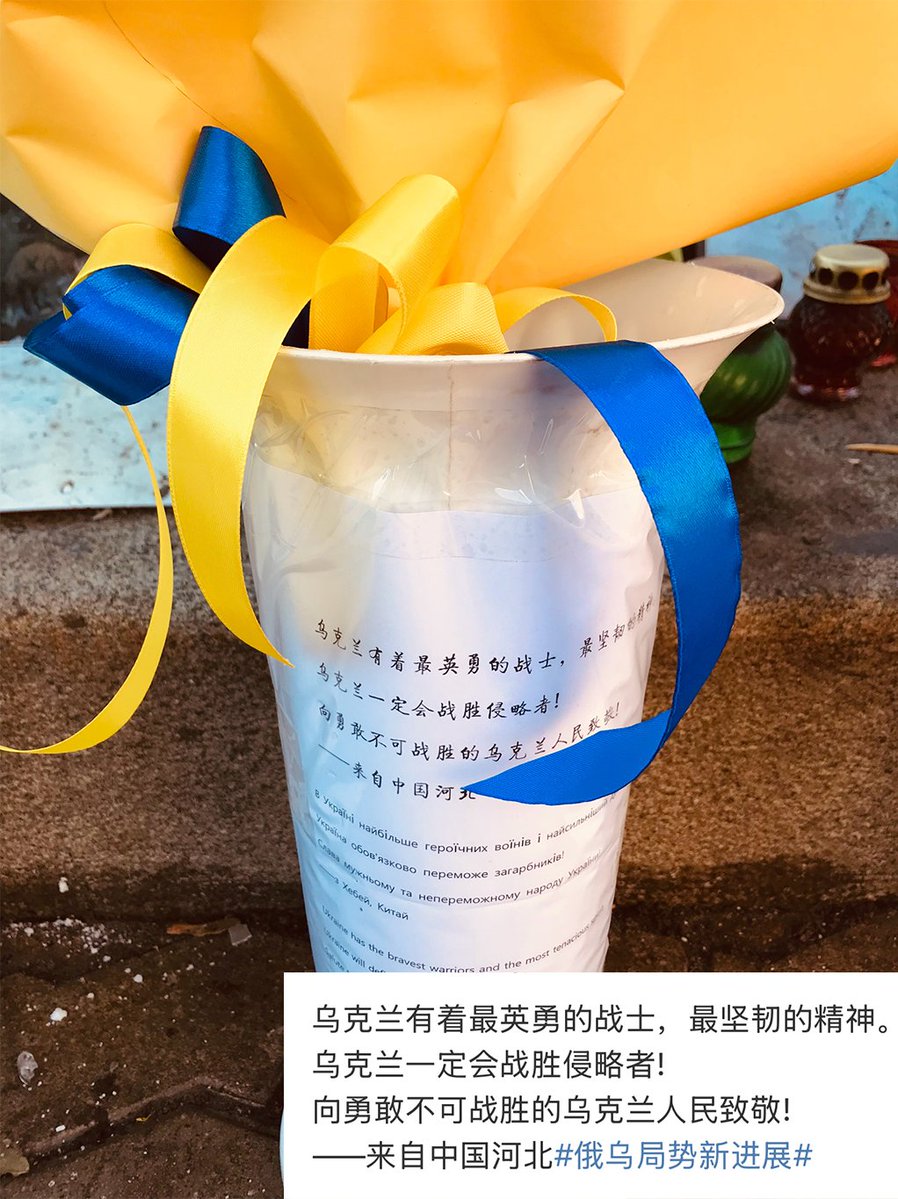 乌克兰有着最英勇的战士，最坚韧的精神
乌克兰一定会战胜侵略者!
向勇敢不可战胜的乌克兰人民致敬!
——来自中国河北
В Україні найбільше героїчних воїнів і найсильніший
Україна обов'язково переможе загарбників!
Слава мужньому та непереможному народу України!
——з Хебей, Китай
Ukraine has the bravest warriors and the most tenacious
Ukraine will
乌克兰有着最英勇的战士，最坚韧的精神。
乌克兰一定会战胜侵略者!
向勇敢不可战胜的乌克兰人民致敬!
——来自中国河北#俄乌局势新进展#